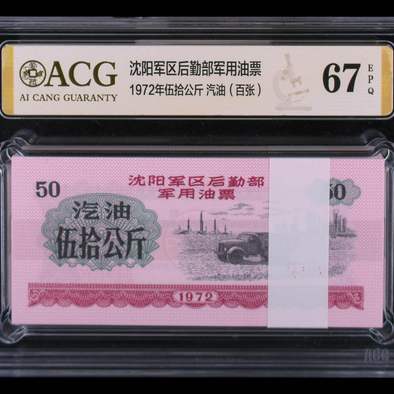 ACG
AI CANG GUARANTY
沈阳军区后勤部军用油票
1972年伍拾公斤 汽油（百张）
67
EPQ
50
沈阳军区后勤部
军用油票
50
汽油
伍拾公斤
1972
ACG